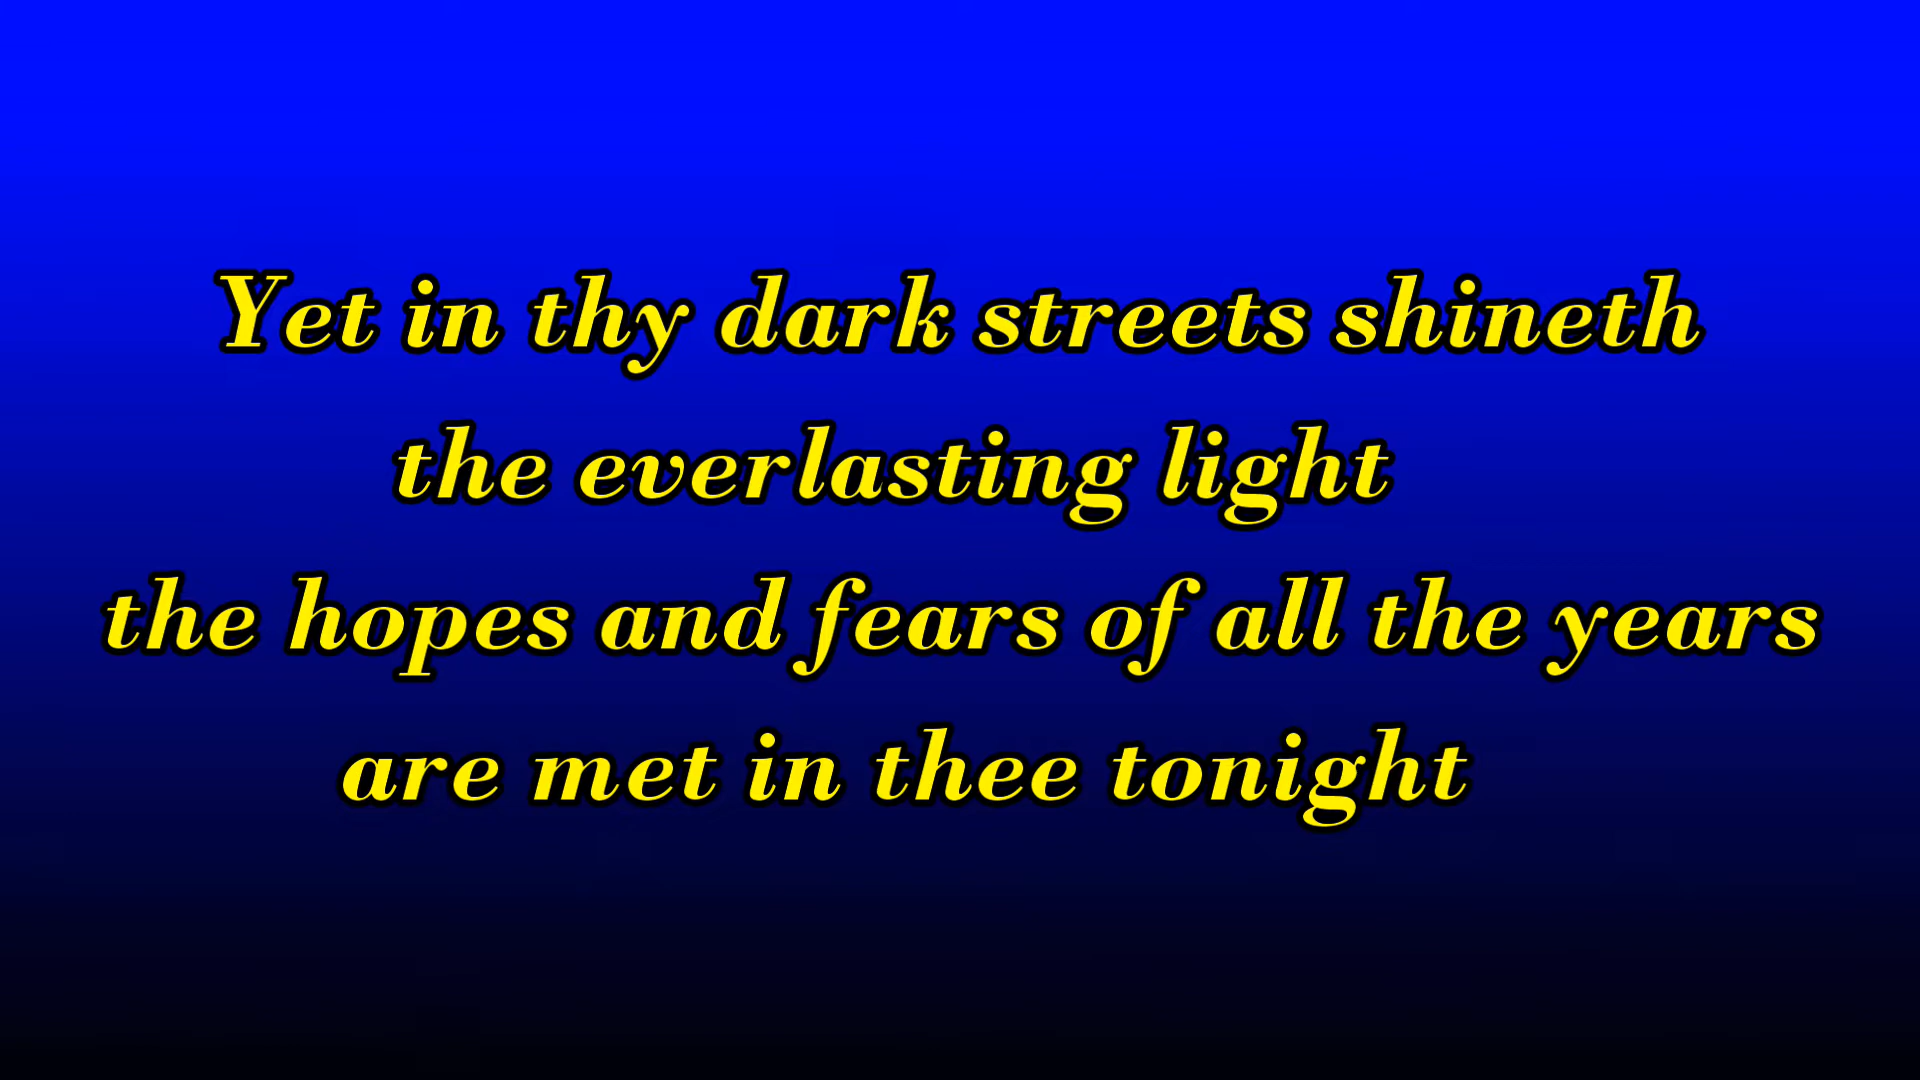 Yet in thy dark streets shineth
the everlasting light
the hopes and fears of all the years
are met in thee tonight